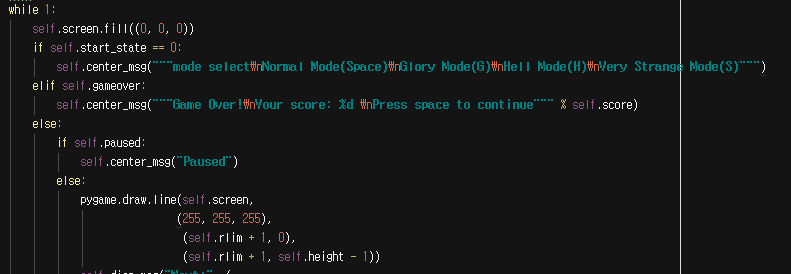 while 1:
self.screen.fill((0, 0, 0))
if self.start_state == 0:
self.center_msg("""mode select₩nNormal Mode(Space)₩nGlory Mode(G)₩nHell Mode(H)₩nVery Strange Mode(S)""")
elif self.gameover:
self.center_msg("""Game Over!₩nYour score: %d ₩nPress space to continue""" % self.score)
else:
if self.paused:
self.center_msg("Paused")
else:
pygame.draw.line(self.screen,
(255, 255, 255),
(self.rlim + 1, 0),
(self.rlim + 1, self.height - 1))